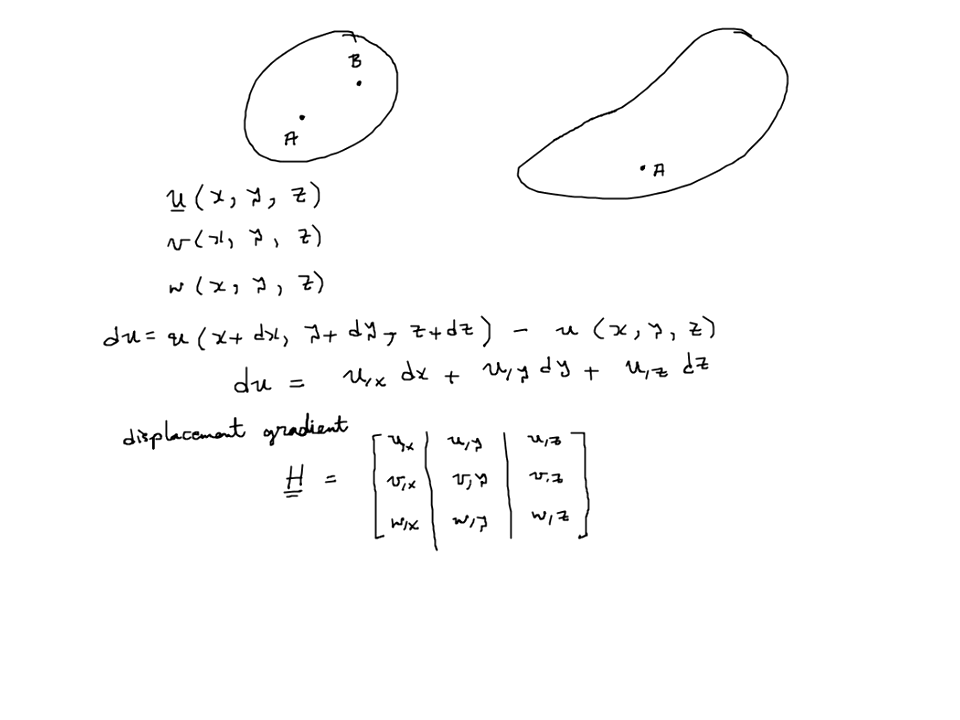 B
A
A
u(x, y, z)
v(x, y, z)
w(x, y, z)
du = u(x+dx, y+dy, z+dz) - u(x, y, z)
du = u,x dx + u,y dy + u,z dz
displacement gradient
H = [ u,x | u,y | u,z ]
v,x v,y v,z
w,x w,y w,z